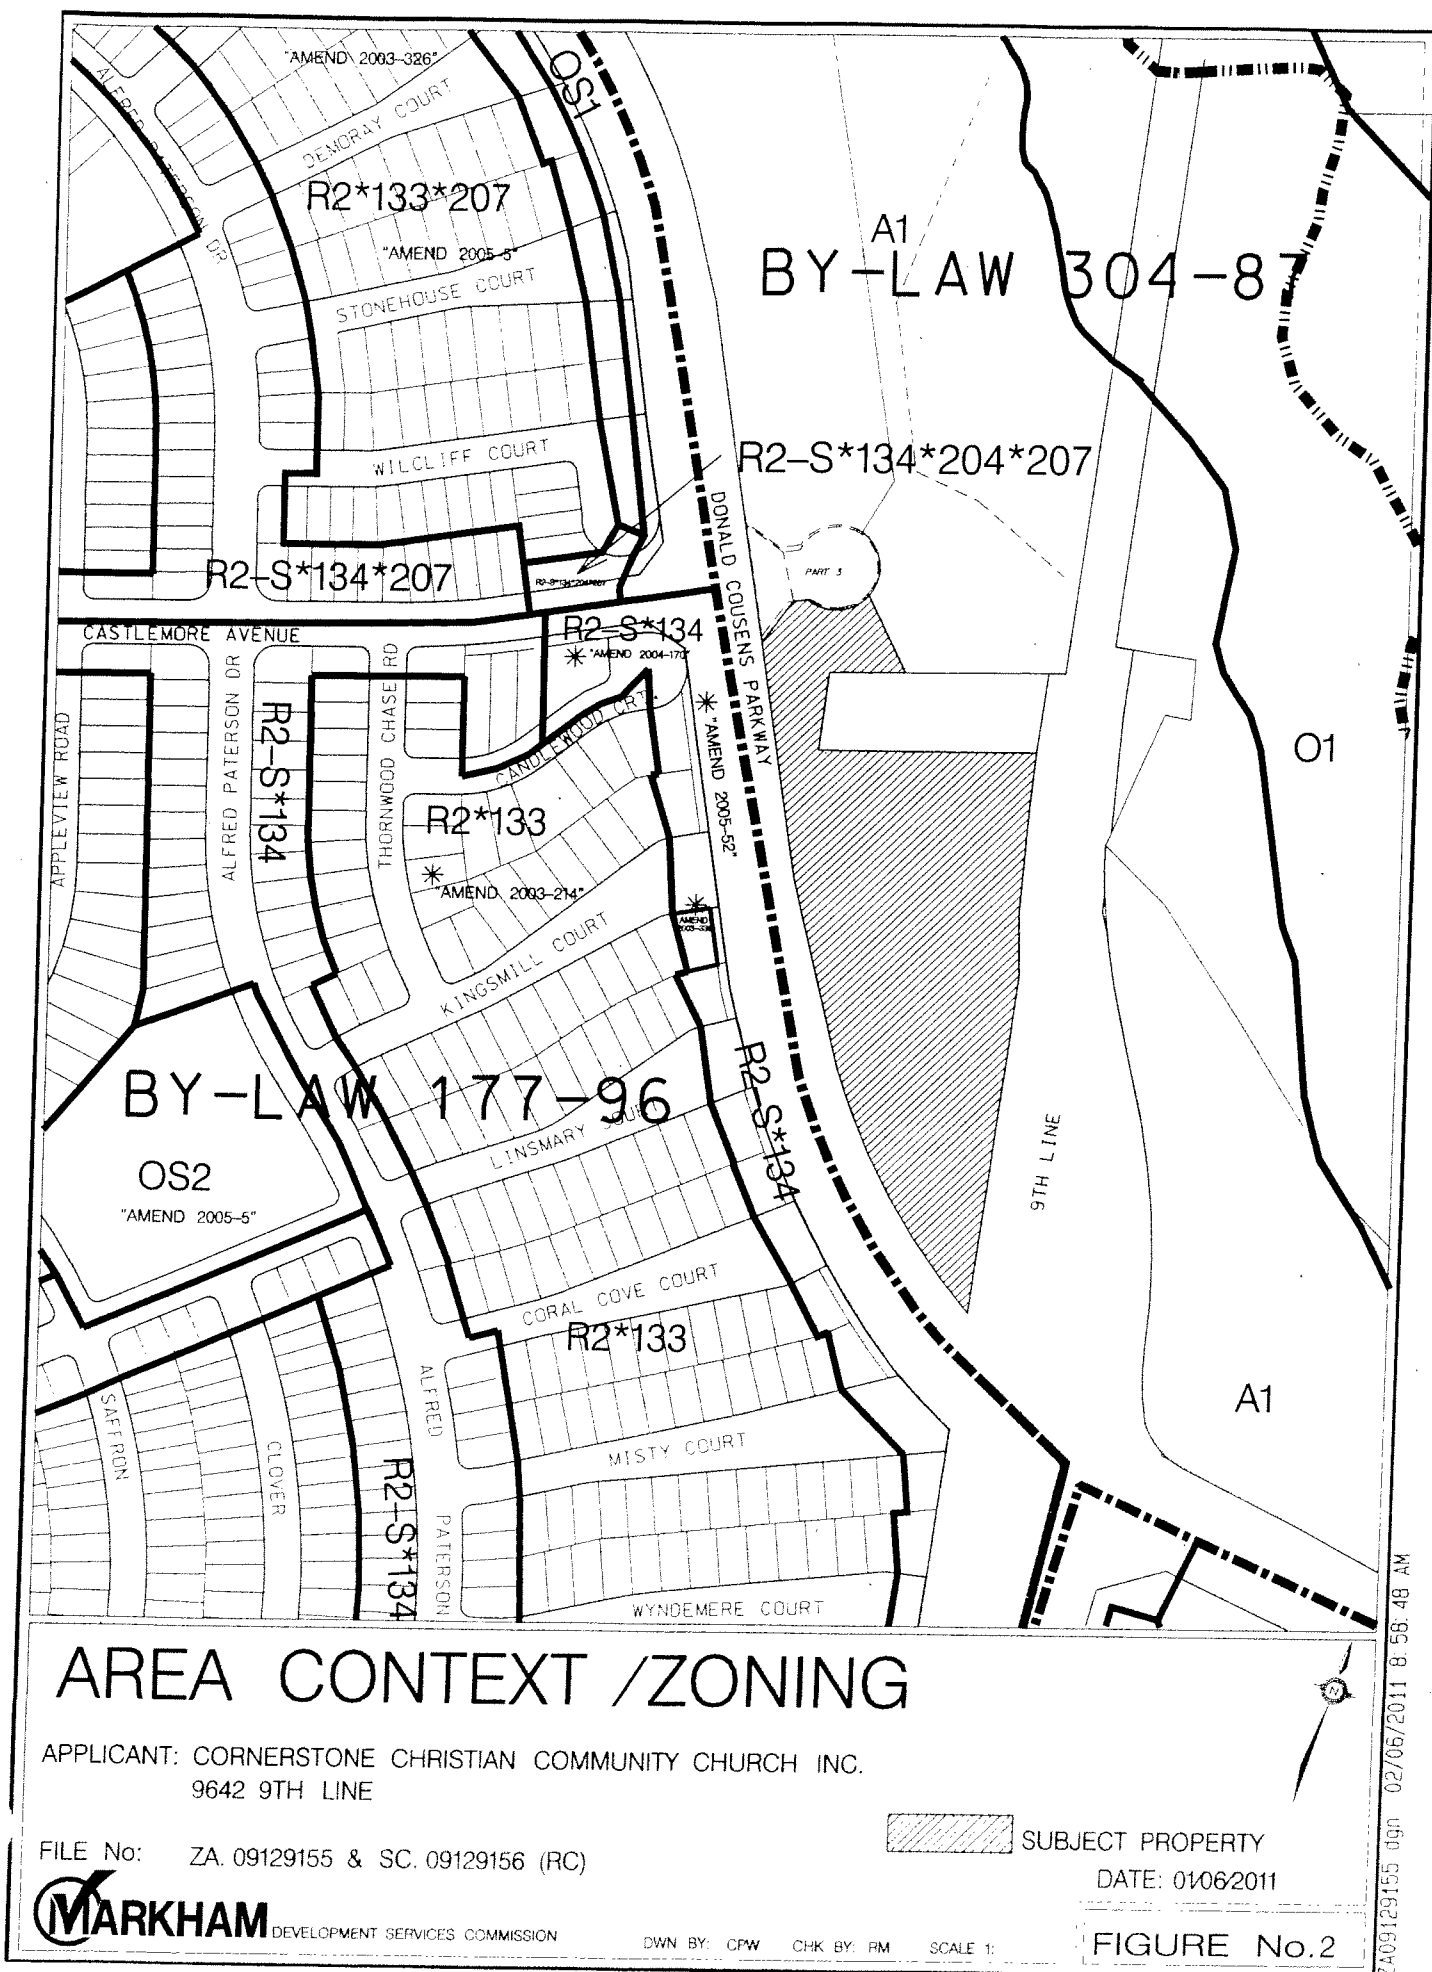 "AMEND 2003-326"
OS1
ALFRED PATERSON DR
DEMORAY COURT
R2*133*207
"AMEND 2005-5"
STONEHOUSE COURT
A1
BY-LAW 304-87
WILCLIFF COURT
R2-S*134*204*207
DONALD COUSENS PARKWAY
PART 3
R2-S*134*207
R2-S*134*204*207
CASTLEMORE AVENUE
R2-S*134
"AMEND 2004-170"
APPLEVIEW ROAD
ALFRED PATERSON DR
R2-S*134
THORNWOOD CHASE RD
CANDLEWOOD CRT.
"AMEND 2005-52"
O1
R2*133
"AMEND 2003-214"
AMEND
KINGSMILL COURT
BY-LAW 177-96
R2-S*134
LINSMARY COURT
9TH LINE
OS2
"AMEND 2005-5"
CORAL COVE COURT
R2*133
A1
SAFFRON
CLOVER
ALFRED PATERSON
R2-S*134
MISTY COURT
WYNDEMERE COURT
AREA CONTEXT /ZONING
APPLICANT: CORNERSTONE CHRISTIAN COMMUNITY CHURCH INC.
9642 9TH LINE
N
SUBJECT PROPERTY
FILE No: ZA. 09129155 & SC. 09129156 (RC)
DATE: 01/06/2011
MARKHAM DEVELOPMENT SERVICES COMMISSION
DWN BY: CPW CHK BY: RM SCALE 1:
FIGURE No.2
ZA09129155 dgn 02/06/2011 8:58:48 AM